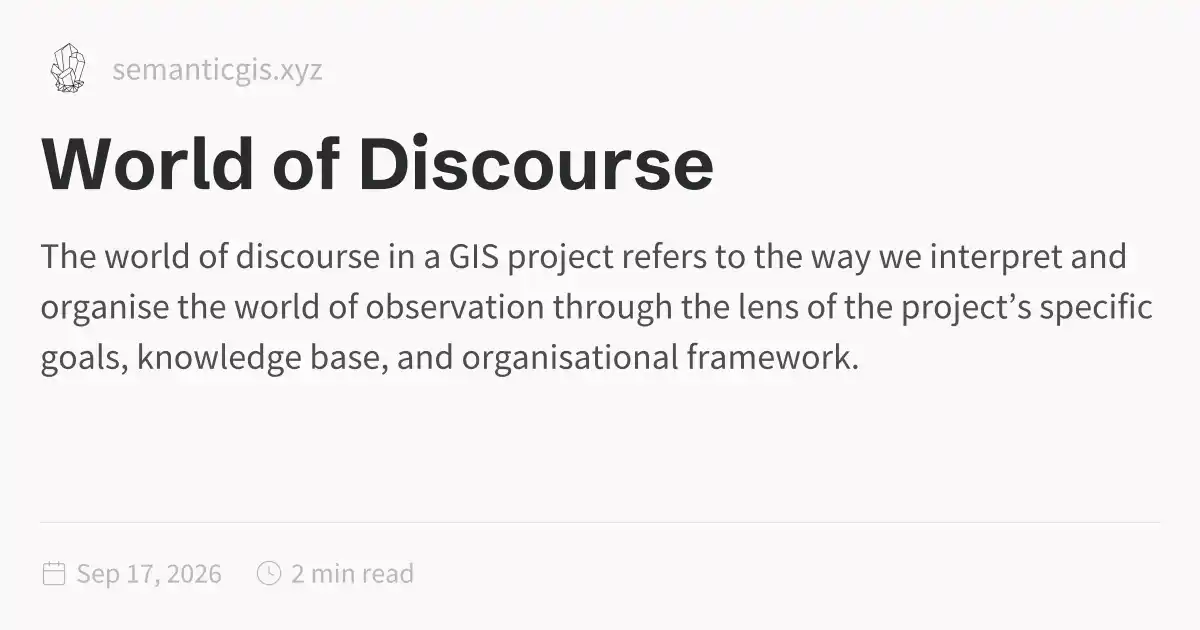 semanticgis.xyz
World of Discourse
The world of discourse in a GIS project refers to the way we interpret and
organise the world of observation through the lens of the project’s specific
goals, knowledge base, and organisational framework.
Sep 17, 2026
2 min read